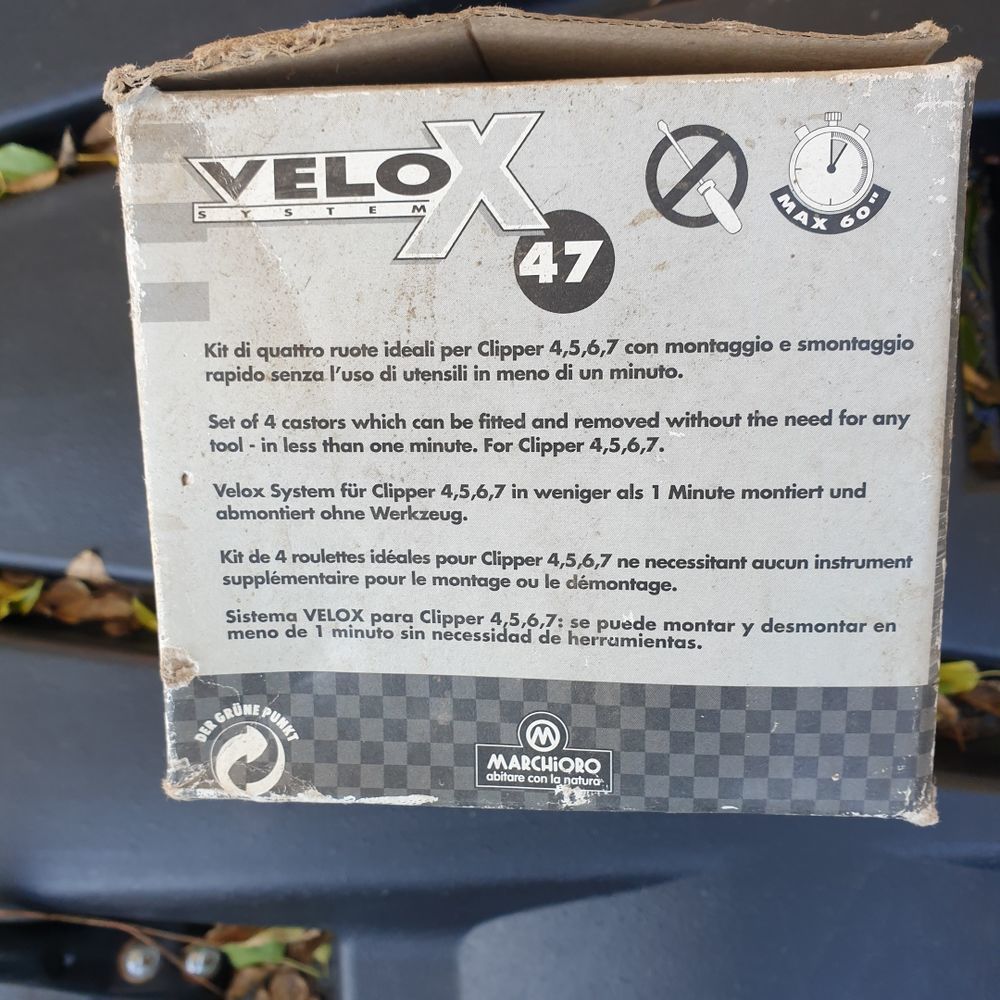 VELOX
SYSTEM
47
MAX 60"
Kit di quattro ruote ideali per Clipper 4,5,6,7 con montaggio e smontaggio
rapido senza l'uso di utensili in meno di un minuto.
Set of 4 castors which can be fitted and removed without the need for any
tool - in less than one minute. For Clipper 4,5,6,7.
Velox System für Clipper 4,5,6,7 in weniger als 1 Minute montiert und
abmontiert ohne Werkzeug.
Kit de 4 roulettes idéales pour Clipper 4,5,6,7 ne necessitant aucun instrument
supplémentaire pour le montage ou le démontage.
Sistema VELOX para Clipper 4,5,6,7: se puede montar y desmontar en
meno de 1 minuto sin necessidad de herramientas.
DER GRÜNE PUNKT
M
MARCHiORO
abitare con la natura